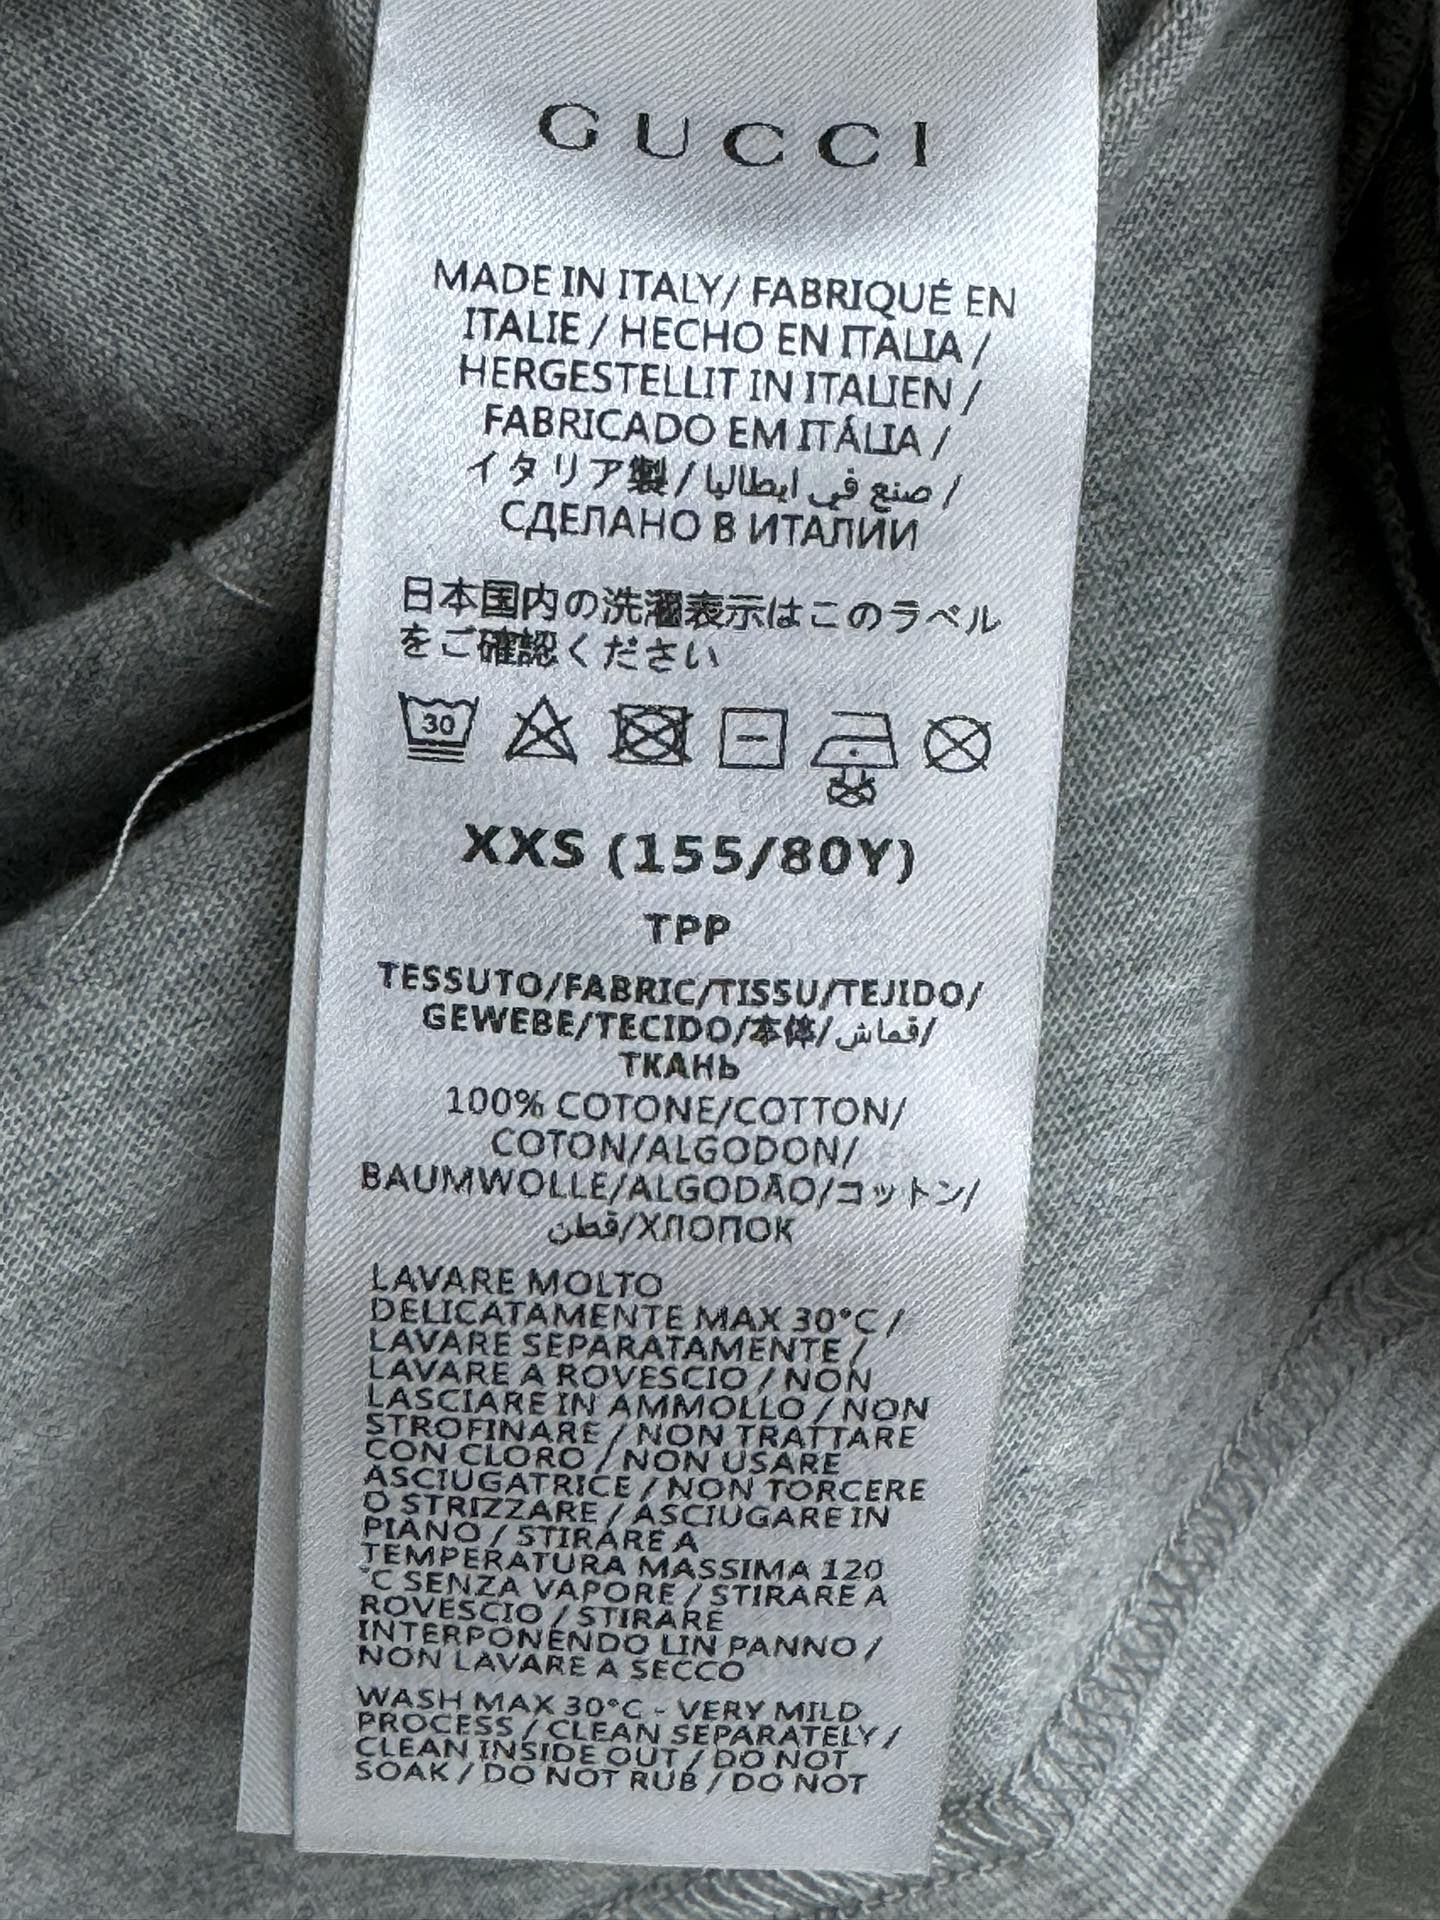 GUCCI
MADE IN ITALY/ FABRIQUÉ EN
ITALIE / HECHO EN ITALIA /
HERGESTELLIT IN ITALIEN /
FABRICADO EM ITÁLIA /
イタリア製 / صنع في ايطاليا /
СДЕЛАНО В ИТАЛИИ
日本国内の洗濯表示はこのラベル
をご確認ください
30
XXS (155/80Y)
TPP
TESSUTO/FABRIC/TISSU/TEJIDO/
GEWEBE/TECIDO/本体/قماش/
ТКАНЬ
100% COTONE/COTTON/
COTON/ALGODON/
BAUMWOLLE/ALGODÃO/コットン/
قطن/ХЛОПОК
LAVARE MOLTO
DELICATAMENTE MAX 30°C /
LAVARE SEPARATAMENTE /
LAVARE A ROVESCIO / NON
LASCIARE IN AMMOLLO / NON
STROFINARE / NON TRATTARE
CON CLORO / NON USARE
ASCIUGATRICE / NON TORCERE
O STRIZZARE / ASCIUGARE IN
PIANO / STIRARE A
TEMPERATURA MASSIMA 120
°C SENZA VAPORE / STIRARE A
ROVESCIO / STIRARE
INTERPONENDO UN PANNO /
NON LAVARE A SECCO
WASH MAX 30°C - VERY MILD
PROCESS / CLEAN SEPARATELY /
CLEAN INSIDE OUT / DO NOT
SOAK / DO NOT RUB / DO NOT